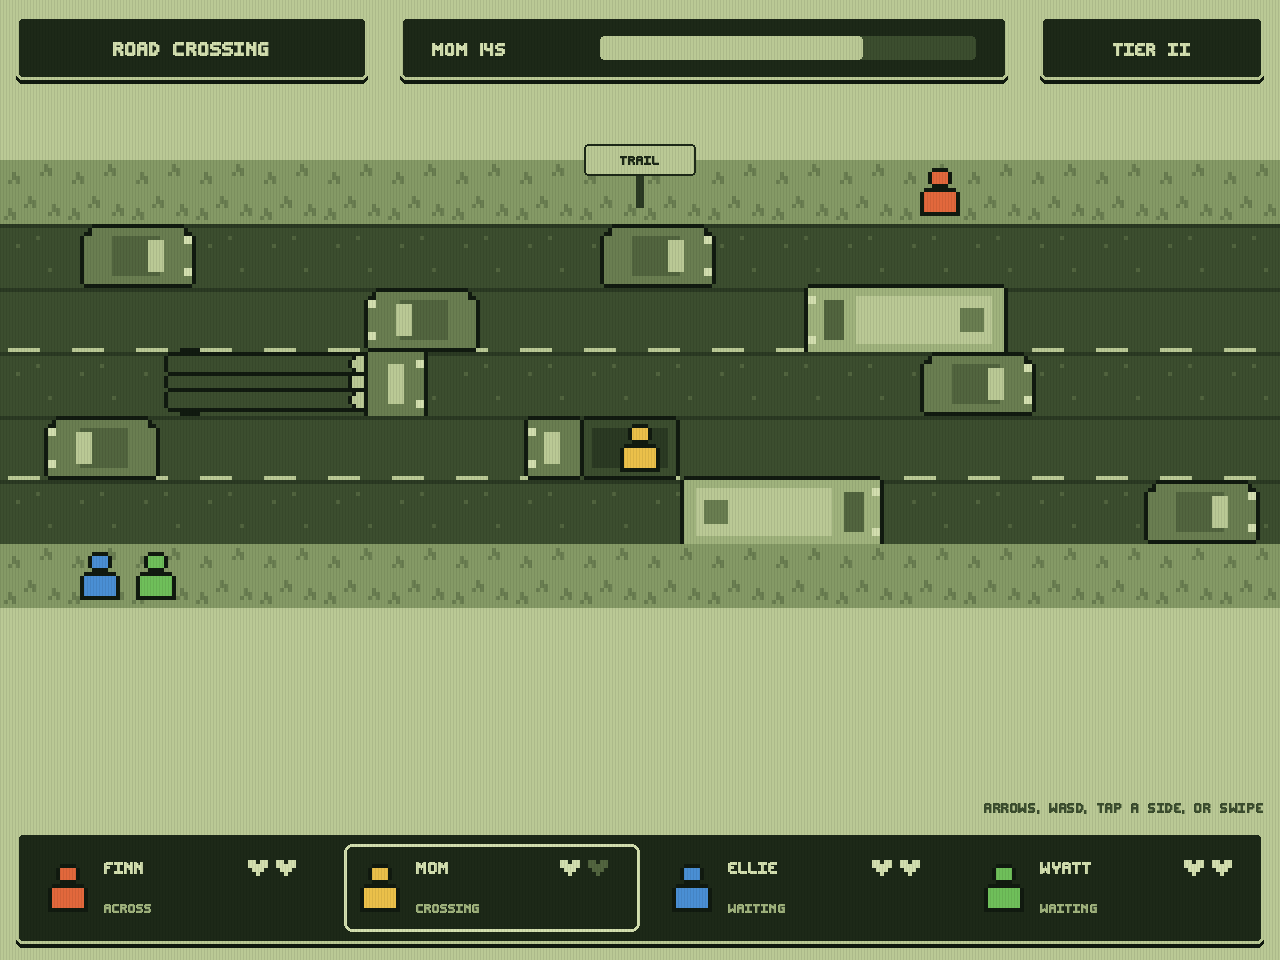 ROAD CROSSING
MOM 14S
TIER II
TRAIL
ARROWS, WASD, TAP A SIDE, OR SWIPE
FINN
ACROSS
MOM
CROSSING
ELLIE
WAITING
WYATT
WAITING